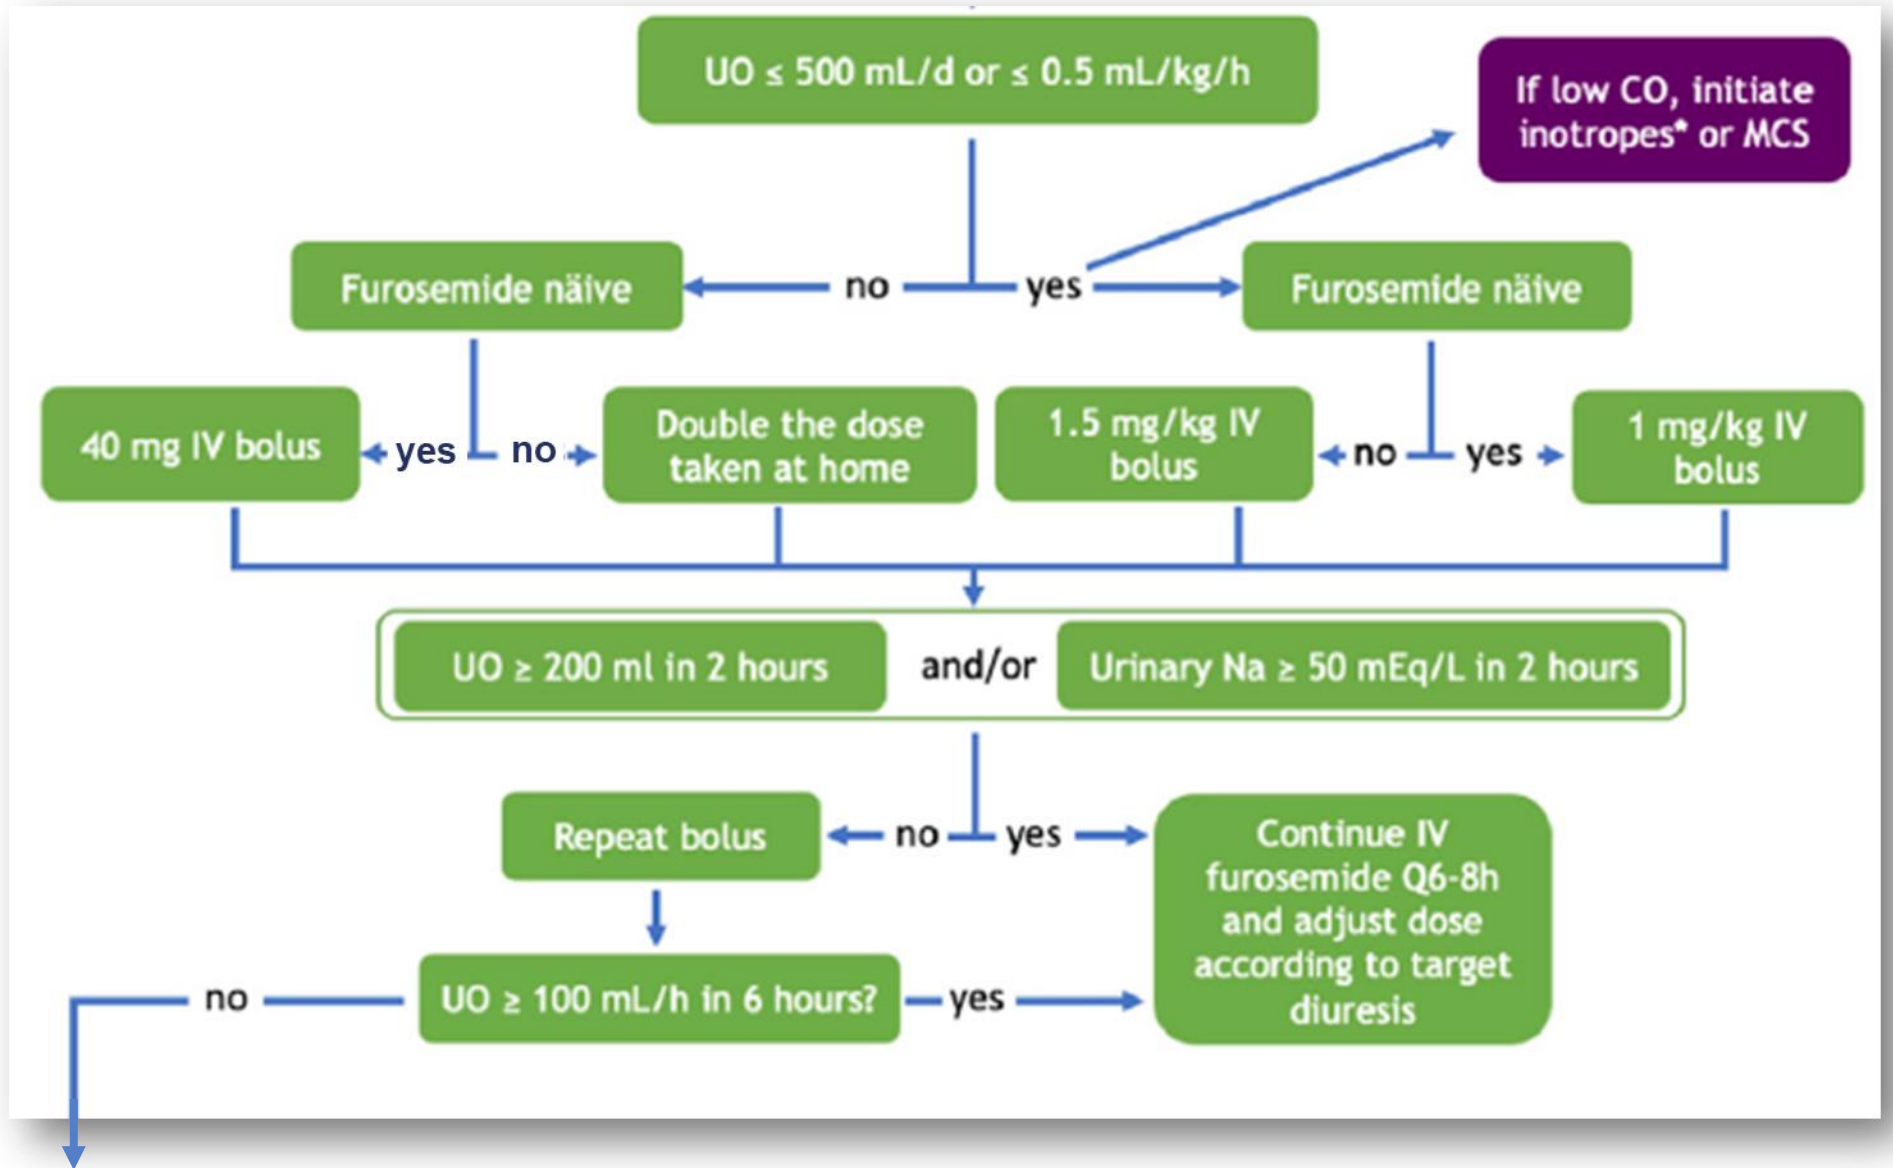 UO ≤ 500 mL/d or ≤ 0.5 mL/kg/h
If low CO, initiate
inotropes* or MCS
Furosemide näive
no
yes
Furosemide näive
40 mg IV bolus
yes
no
Double the dose
taken at home
1.5 mg/kg IV
bolus
no
yes
1 mg/kg IV
bolus
UO ≥ 200 ml in 2 hours
and/or
Urinary Na ≥ 50 mEq/L in 2 hours
Repeat bolus
no
yes
Continue IV
furosemide Q6-8h
and adjust dose
according to target
diuresis
no
UO ≥ 100 mL/h in 6 hours?
yes